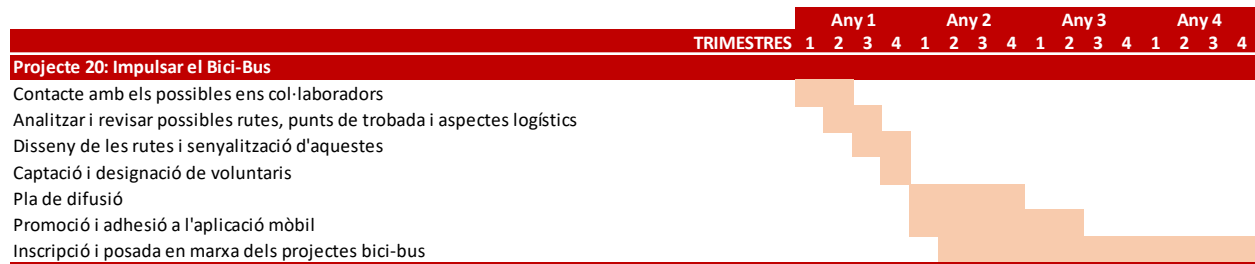 Any 1 Any 2 Any 3 Any 4
TRIMESTRES 1 2 3 4 1 2 3 4 1 2 3 4 1 2 3 4
Projecte 20: Impulsar el Bici-Bus
Contacte amb els possibles ens col·laboradors
Analitzar i revisar possibles rutes, punts de trobada i aspectes logístics
Disseny de les rutes i senyalització d'aquestes
Captació i designació de voluntaris
Pla de difusió
Promoció i adhesió a l'aplicació mòbil
Inscripció i posada en marxa dels projectes bici-bus